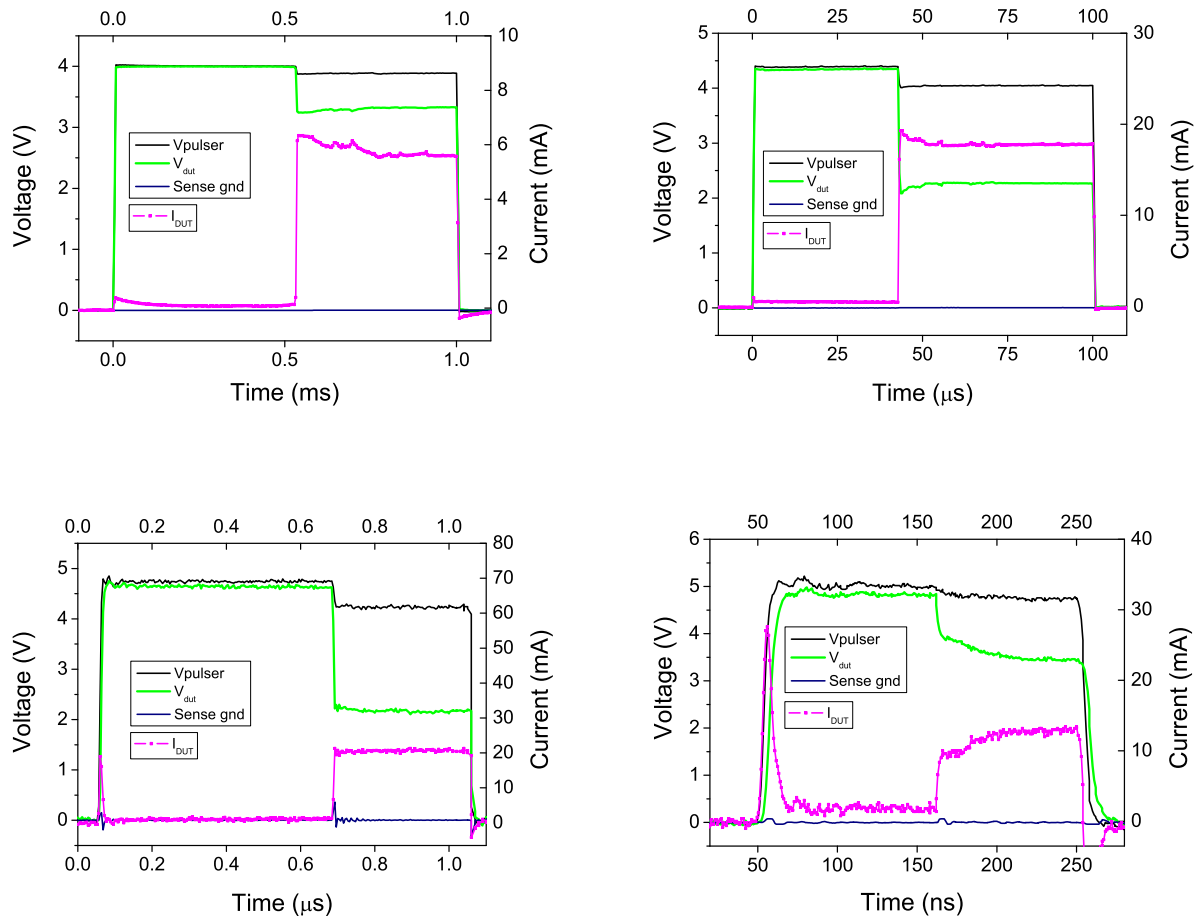 0.0 0.5 1.0
10
8
6
4
2
0
4
3
2
1
0
Voltage (V)
Current (mA)
Vpulser
Vdut
Sense gnd
IDUT
0.0 0.5 1.0
Time (ms)
0 25 50 75 100
30
20
10
0
5
4
3
2
1
0
Voltage (V)
Current (mA)
Vpulser
Vdut
Sense gnd
IDUT
0 25 50 75 100
Time (μs)
0.0 0.2 0.4 0.6 0.8 1.0
80
70
60
50
40
30
20
10
0
5
4
3
2
1
0
Voltage (V)
Current (mA)
Vpulser
Vdut
Sense gnd
IDUT
0.0 0.2 0.4 0.6 0.8 1.0
Time (μs)
50 100 150 200 250
40
30
20
10
0
6
5
4
3
2
1
0
Voltage (V)
Current (mA)
Vpulser
Vdut
Sense gnd
IDUT
50 100 150 200 250
Time (ns)